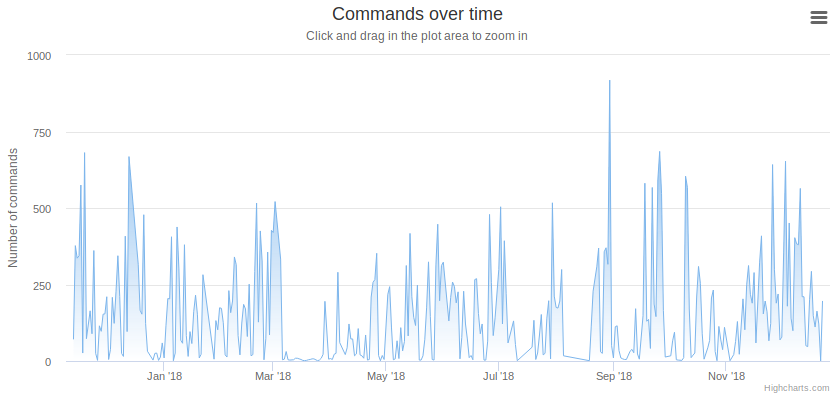 Commands over time
Click and drag in the plot area to zoom in
Number of commands
1000
750
500
250
0
Jan '18
Mar '18
May '18
Jul '18
Sep '18
Nov '18
Highcharts.com